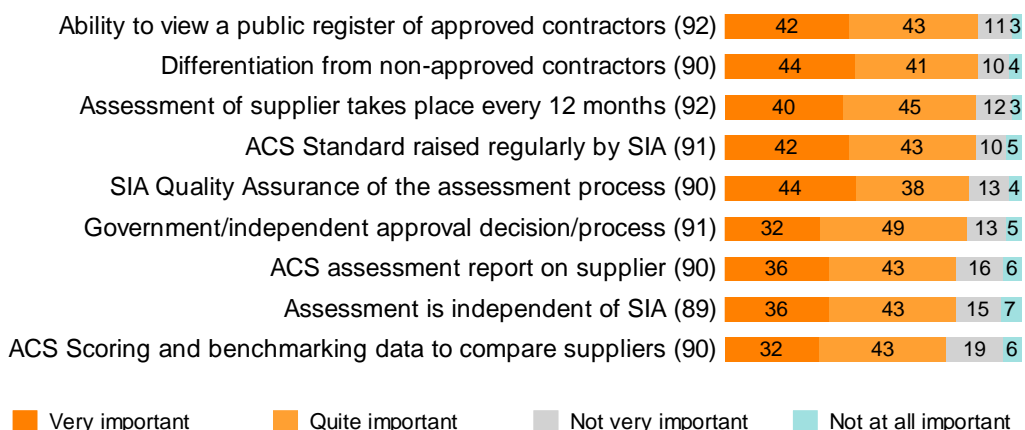 Ability to view a public register of approved contractors (92) 42 43 11 3
Differentiation from non-approved contractors (90) 44 41 10 4
Assessment of supplier takes place every 12 months (92) 40 45 12 3
ACS Standard raised regularly by SIA (91) 42 43 10 5
SIA Quality Assurance of the assessment process (90) 44 38 13 4
Government/independent approval decision/process (91) 32 49 13 5
ACS assessment report on supplier (90) 36 43 16 6
Assessment is independent of SIA (89) 36 43 15 7
ACS Scoring and benchmarking data to compare suppliers (90) 32 43 19 6
Very important Quite important Not very important Not at all important